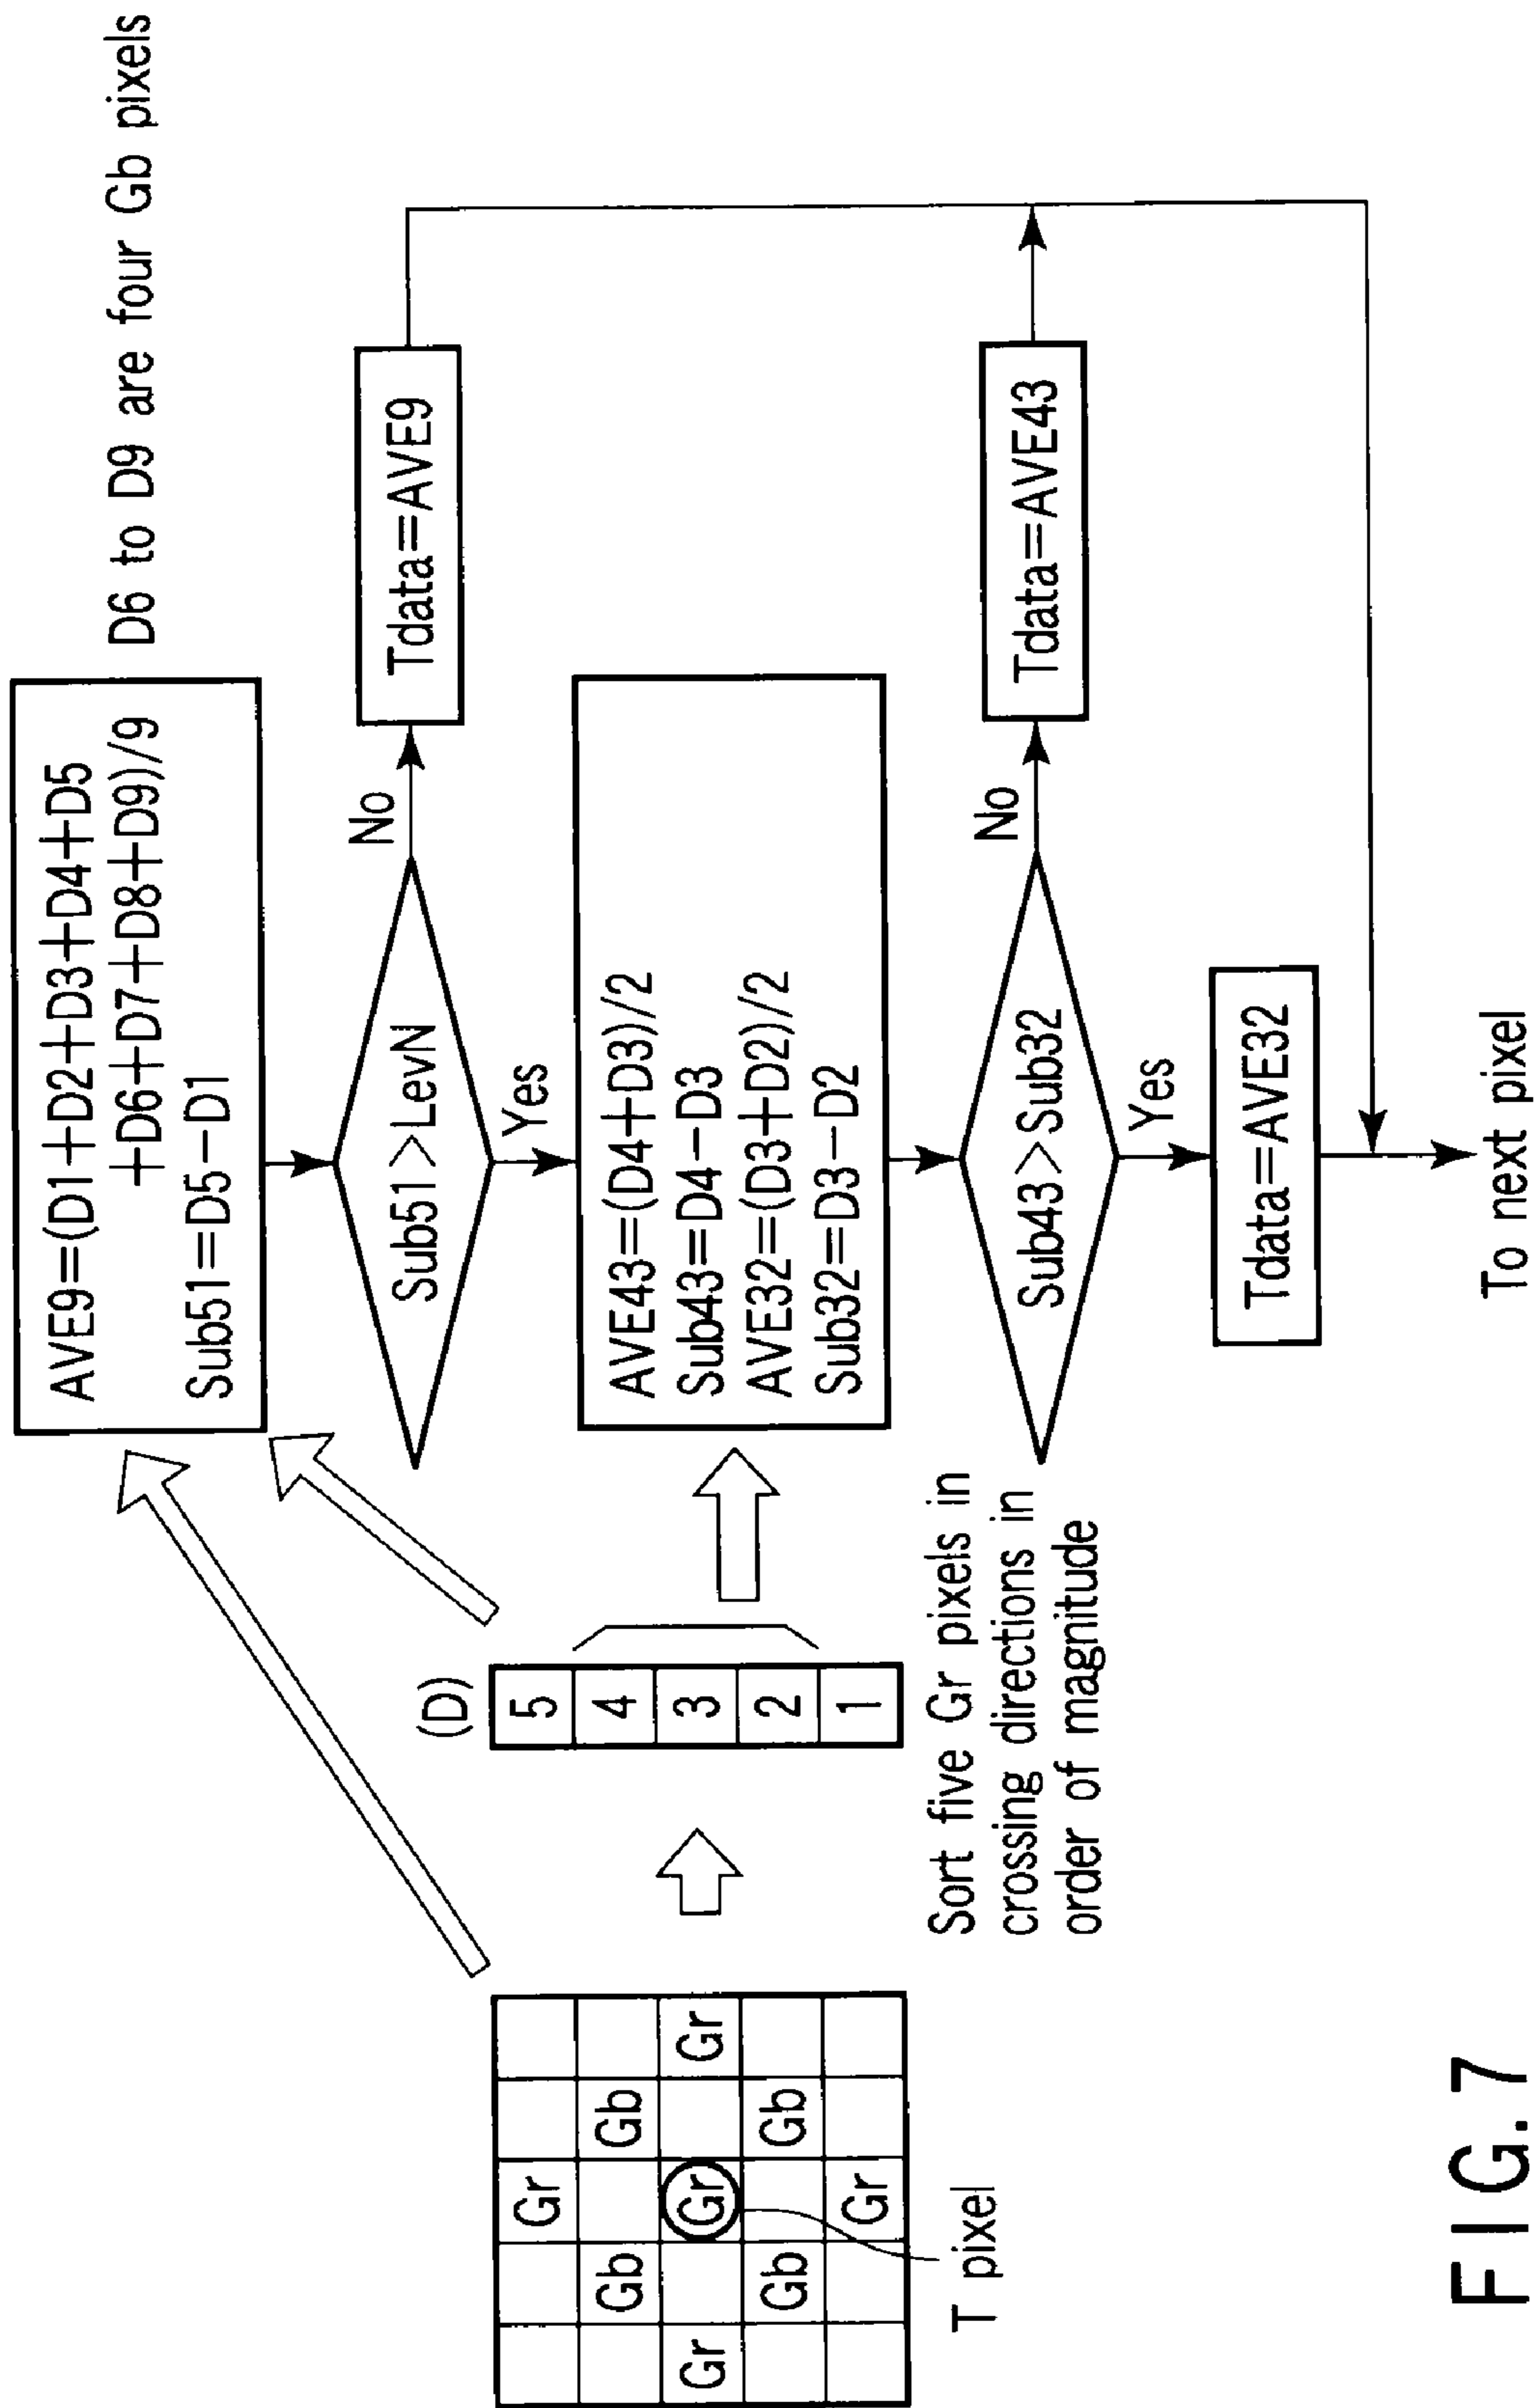 AVE9=(D1+D2+D3+D4+D5
+D6+D7+D8+D9)/9
Sub51=D5-D1
D6 to D9 are four Gb pixels
Sub51>LevN
No
Tdata=AVE9
Yes
AVE43=(D4+D3)/2
Sub43=D4-D3
AVE32=(D3+D2)/2
Sub32=D3-D2
Sub43>Sub32
No
Tdata=AVE43
Yes
Tdata=AVE32
To next pixel
(D)
5
4
3
2
1
Sort five Gr pixels in
crossing directions in
order of magnitude
Gr
Gb Gb
Gr Gr Gr
Gb Gb
Gr
T pixel
FIG.7